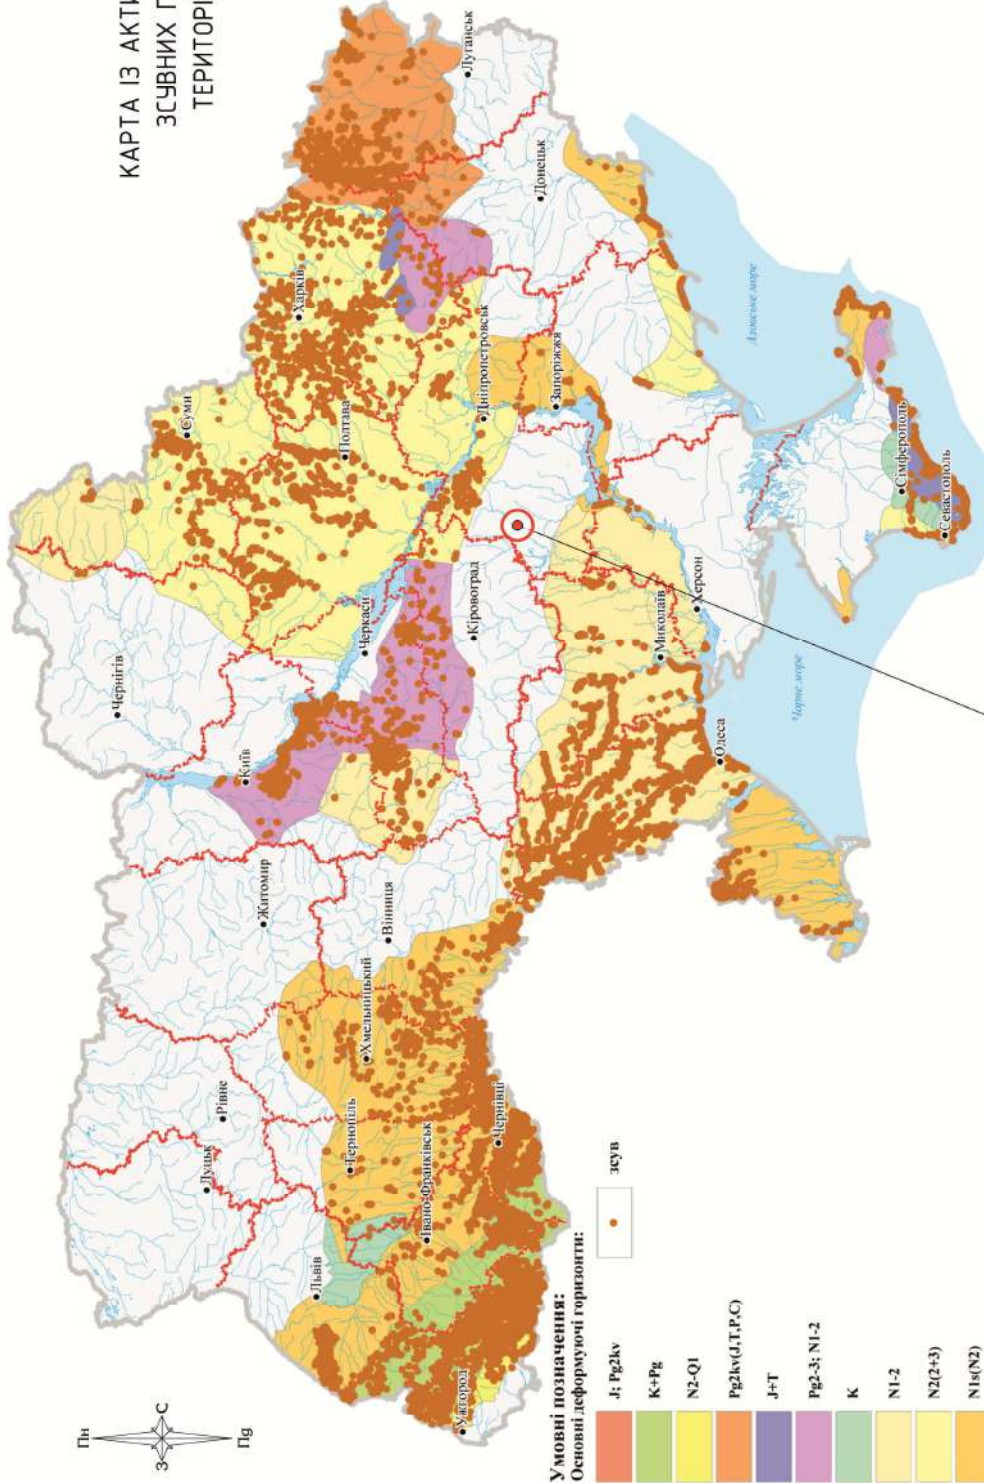 КАРТА ІЗ АКТИ
ЗСУВНИХ П
ТЕРИТОРІ
Пн
З
С
Пд
Луцьк
Рівне
Житомир
Київ
Чернігів
Суми
Харків
Луганськ
Львів
Тернопіль
Хмельницький
Вінниця
Черкаси
Полтава
Ужгород
Івано-Франківськ
Чернівці
Кіровоград
Дніпропетровськ
Донецьк
Запоріжжя
Миколаїв
Херсон
Одеса
Чорне море
Азовське море
Сімферополь
Севастополь
Умовні позначення:
Основні деформуючі горизонти:
зсув
J; Pg2kv
K+Pg
N2-Q1
Pg2kv(J,T,P,C)
J+T
Pg2-3; N1-2
K
N1-2
N2(2+3)
N1s(N2)